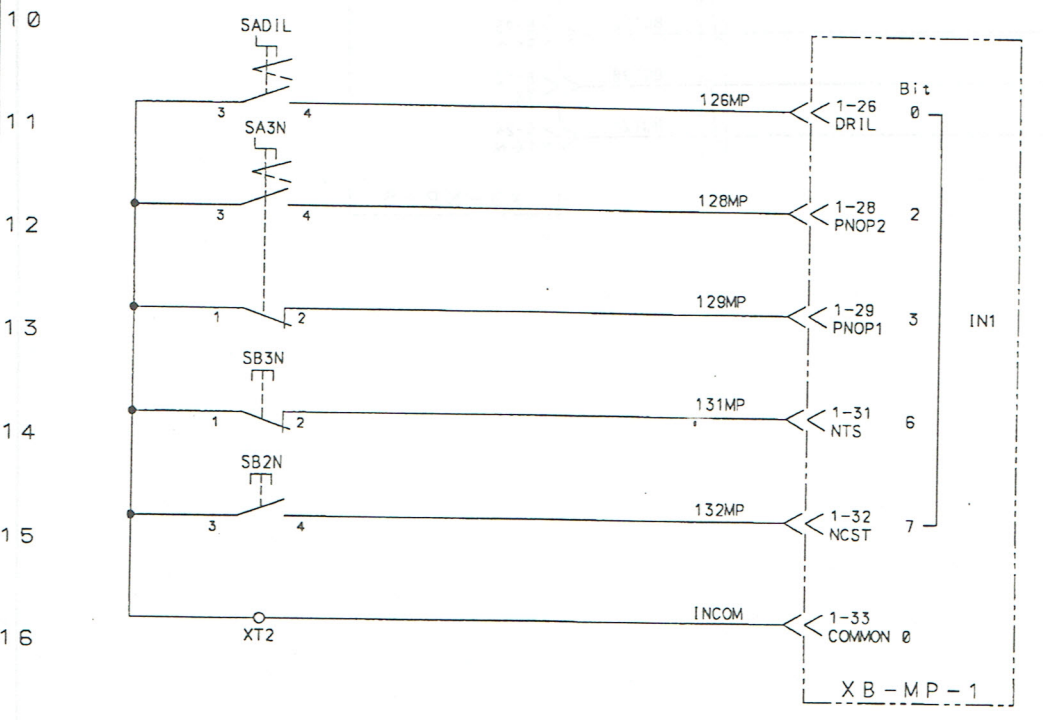 10
SADIL
Bit
3 4 126MP 1-26 0
11 DRIL
SA3N
3 4 128MP 1-28 2
12 PNOP2
1 2 129MP 1-29 3 IN1
13 PNOP1
SB3N
1 2 131MP 1-31 6
14 NTS
SB2N
3 4 132MP 1-32 7
15 NCST
INCOM 1-33
16 XT2 COMMON 0
XB-MP-1